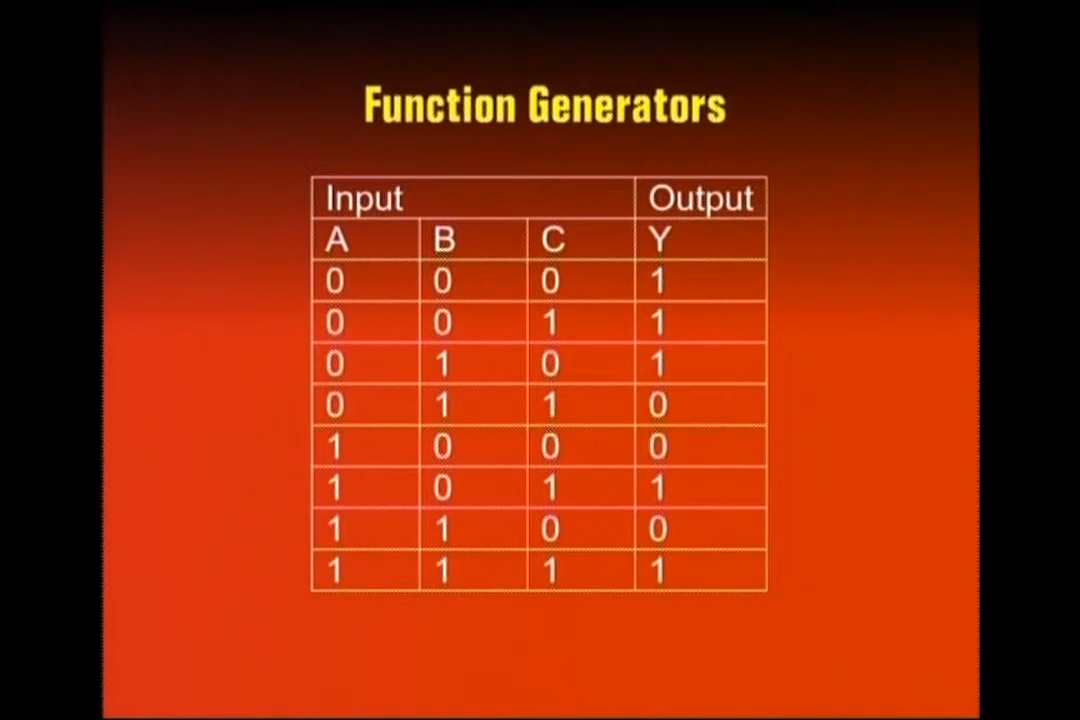 Function Generators
Input Output
A B C Y
0 0 0 1
0 0 1 1
0 1 0 1
0 1 1 0
1 0 0 0
1 0 1 1
1 1 0 0
1 1 1 1